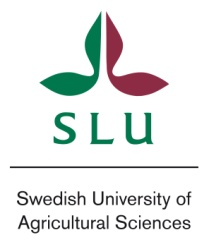 SLU
Swedish University of
Agricultural Sciences